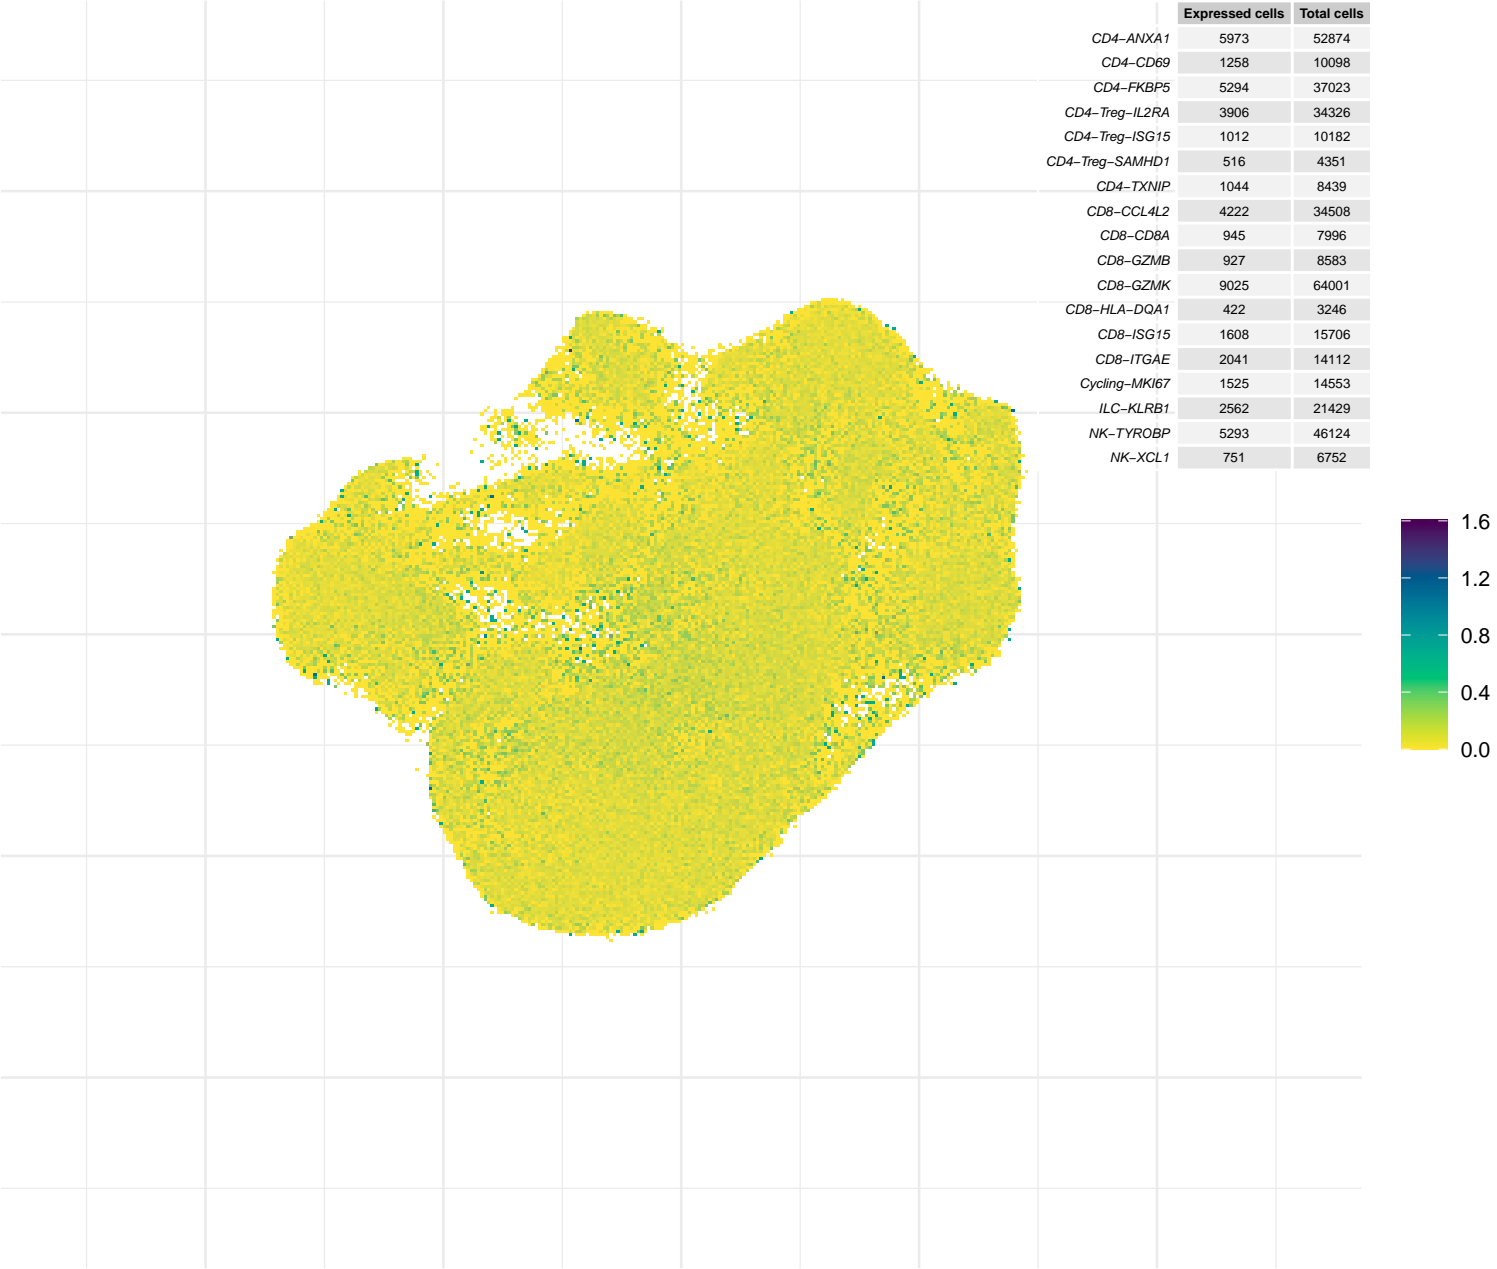 Expressed cells Total cells
CD4−ANXA1 5973 52874
CD4−CD69 1258 10098
CD4−FKBP5 5294 37023
CD4−Treg−IL2RA 3906 34326
CD4−Treg−ISG15 1012 10182
CD4−Treg−SAMHD1 516 4351
CD4−TXNIP 1044 8439
CD8−CCL4L2 4222 34508
CD8−CD8A 945 7996
CD8−GZMB 927 8583
CD8−GZMK 9025 64001
CD8−HLA−DQA1 422 3246
CD8−ISG15 1608 15706
CD8−ITGAE 2041 14112
Cycling−MKI67 1525 14553
ILC−KLRB1 2562 21429
NK−TYROBP 5293 46124
NK−XCL1 751 6752
1.6
1.2
0.8
0.4
0.0